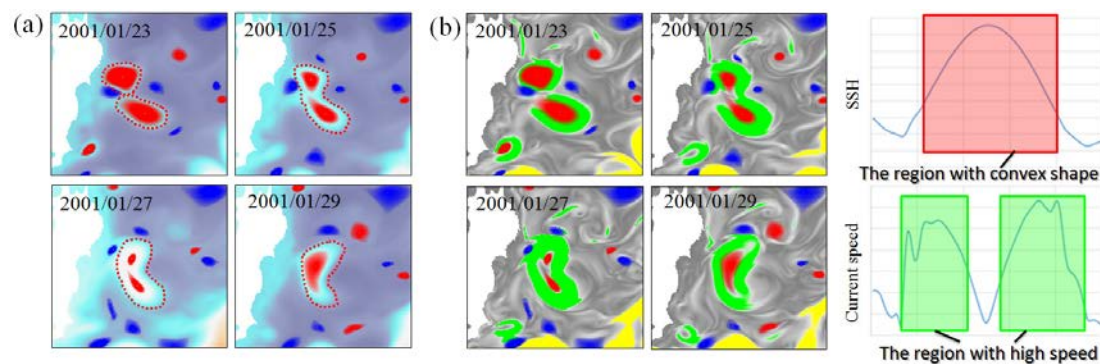 (a)
2001/01/23
2001/01/25
2001/01/27
2001/01/29
(b)
2001/01/23
2001/01/25
2001/01/27
2001/01/29
SSH
The region with convex shape
Current speed
The region with high speed